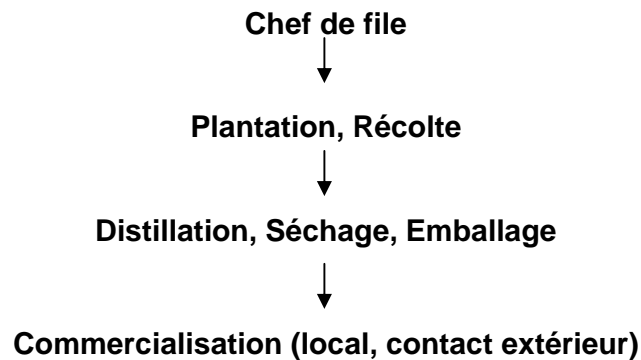 Chef de file
Plantation, Récolte
Distillation, Séchage, Emballage
Commercialisation (local, contact extérieur)